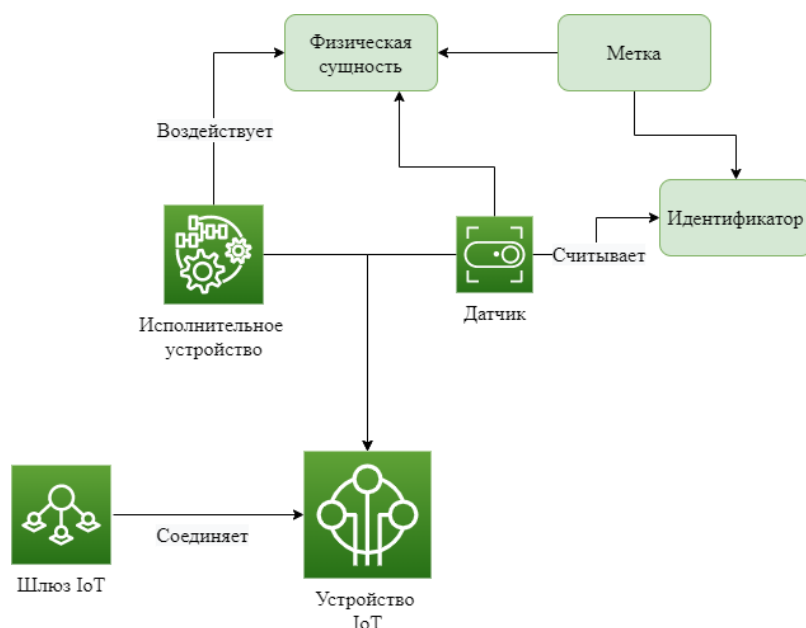 Физическая
сущность
Метка
Воздействует
Идентификатор
Считывает
Исполнительное
устройство
Датчик
Соединяет
Шлюз IoT
Устройство
IoT